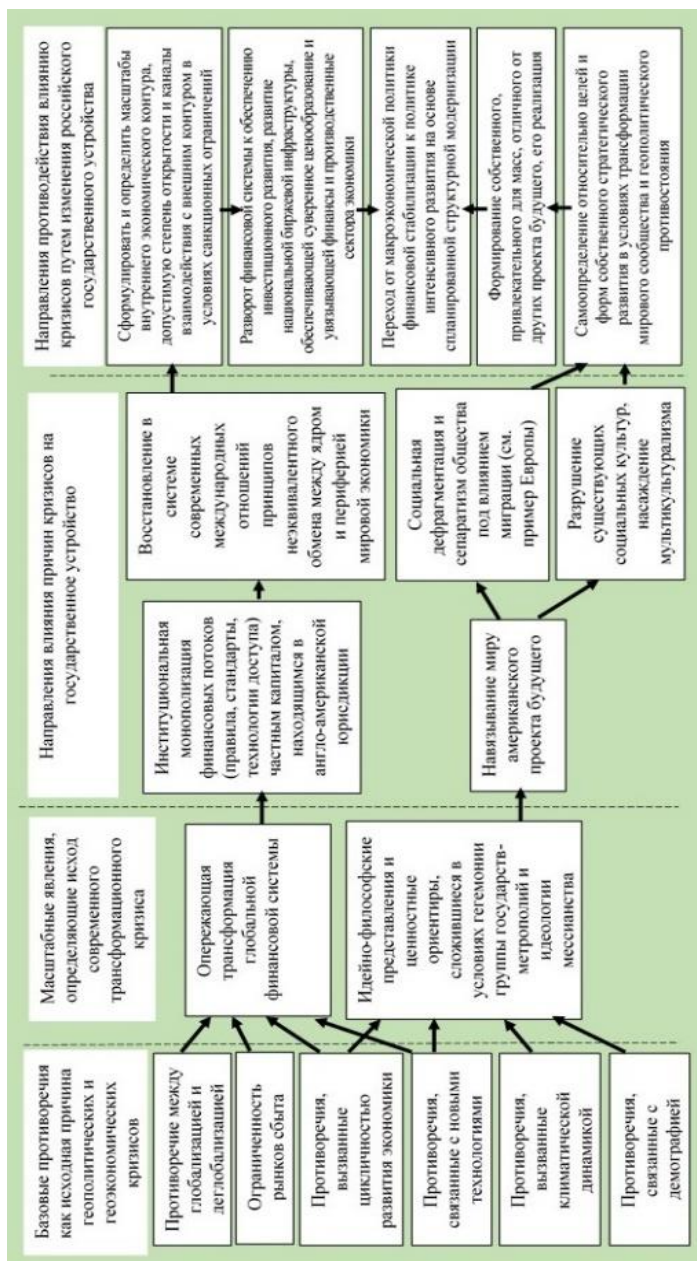 Базовые противоречия
как исходная причина
геополитических и
геоэкономических
кризисов
Противоречие между
глобализацией и
деглобализацией
Ограниченность
рынков сбыта
Противоречия,
вызванные
цикличностью
развития экономики
Противоречия,
связанные с новыми
технологиями
Противоречия,
вызванные
климатической
динамикой
Противоречия,
связанные с
демографией
Масштабные явления,
определяющие исход
современного
трансформационного
кризиса
Опережающая
трансформация
глобальной
финансовой системы
Идейно-философские
представления и
ценностные
ориентиры,
сложившиеся в
условиях гегемонии
группы государств-
метрополий и
идеологии
мессианства
Направления влияния причин кризисов на
государственное устройство
Институциональная
монополизация
финансовых потоков
(правила, стандарты,
технологии доступа)
частным капиталом,
находящимся в
англо-американской
юрисдикции
Восстановление в
системе
современных
международных
отношений
принципов
неэквивалентного
обмена между ядром
и периферией
мировой экономики
Навязывание миру
американского
проекта будущего
Социальная
дефрагментация и
сепаратизм общества
под влиянием
миграции (см.
пример Европы)
Разрушение
существующих
социальных культур,
насаждение
мультикультурализма
Направления противодействия влиянию
кризисов путем изменения российского
государственного устройства
Сформулировать и определить масштабы
внутреннего экономического контура,
допустимую степень открытости и каналы
взаимодействия с внешним контуром в
условиях санкционных ограничений
Разворот финансовой системы к обеспечению
инвестиционного развития, развитие
национальной биржевой инфраструктуры,
обеспечивающей суверенное ценообразование и
увязывающей финансы и производственные
сектора экономики
Переход от макроэкономической политики
финансовой стабилизации к политике
интенсивного развития на основе
спланированной структурной модернизации
Формирование собственного,
привлекательного для масс, отличного от
других проекта будущего, его реализация
Самоопределение относительно целей и
форм собственного стратегического
развития в условиях трансформации
мирового сообщества и геополитического
противостояния